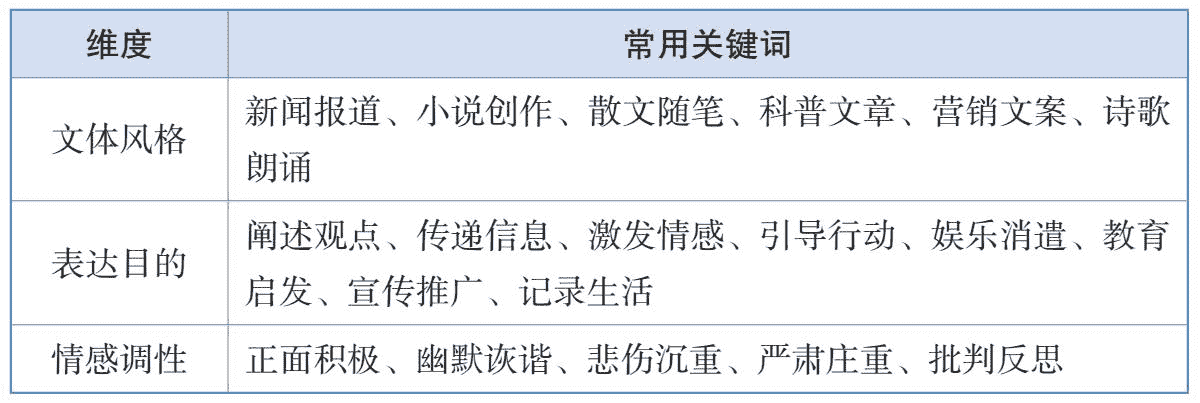 维度 常用关键词
文体风格 新闻报道、小说创作、散文随笔、科普文章、营销文案、诗歌
朗诵
表达目的 阐述观点、传递信息、激发情感、引导行动、娱乐消遣、教育
启发、宣传推广、记录生活
情感调性 正面积极、幽默诙谐、悲伤沉重、严肃庄重、批判反思